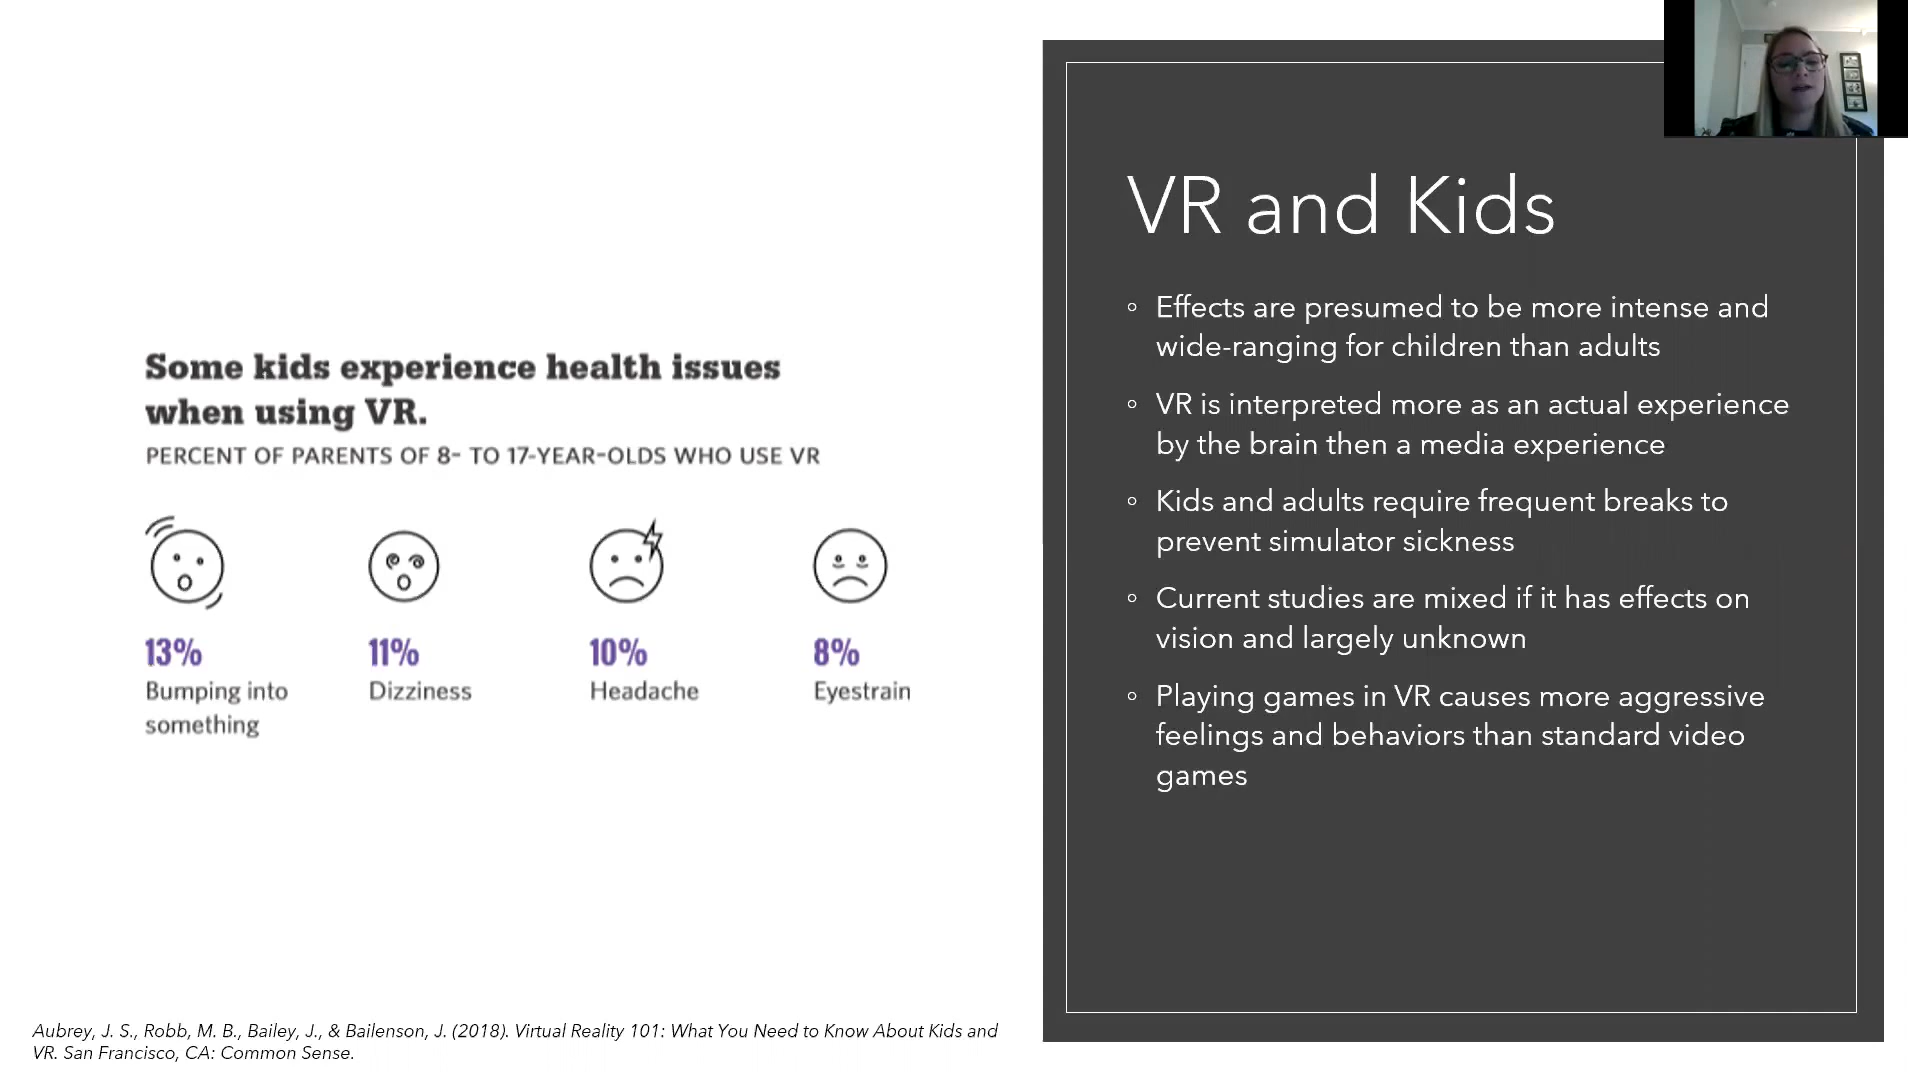 Some kids experience health issues
when using VR.
PERCENT OF PARENTS OF 8- TO 17-YEAR-OLDS WHO USE VR
13%
Bumping into
something
11%
Dizziness
10%
Headache
8%
Eyestrain
Aubrey, J. S., Robb, M. B., Bailey, J., & Bailenson, J. (2018). Virtual Reality 101: What You Need to Know About Kids and
VR. San Francisco, CA: Common Sense.
VR and Kids
◦ Effects are presumed to be more intense and
wide-ranging for children than adults
◦ VR is interpreted more as an actual experience
by the brain then a media experience
◦ Kids and adults require frequent breaks to
prevent simulator sickness
◦ Current studies are mixed if it has effects on
vision and largely unknown
◦ Playing games in VR causes more aggressive
feelings and behaviors than standard video
games